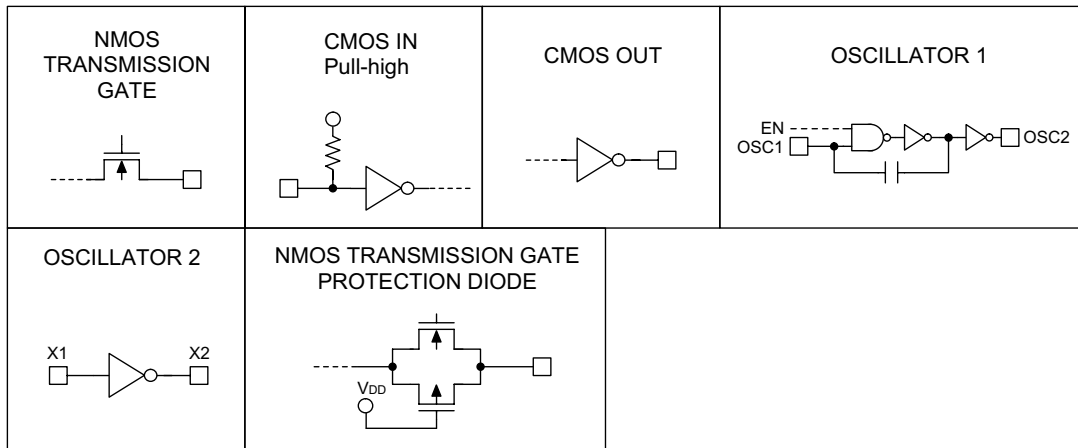 NMOS
TRANSMISSION
GATE
CMOS IN
Pull-high
CMOS OUT
OSCILLATOR 1
EN
OSC1
OSC2
OSCILLATOR 2
X1
X2
NMOS TRANSMISSION GATE
PROTECTION DIODE
VDD